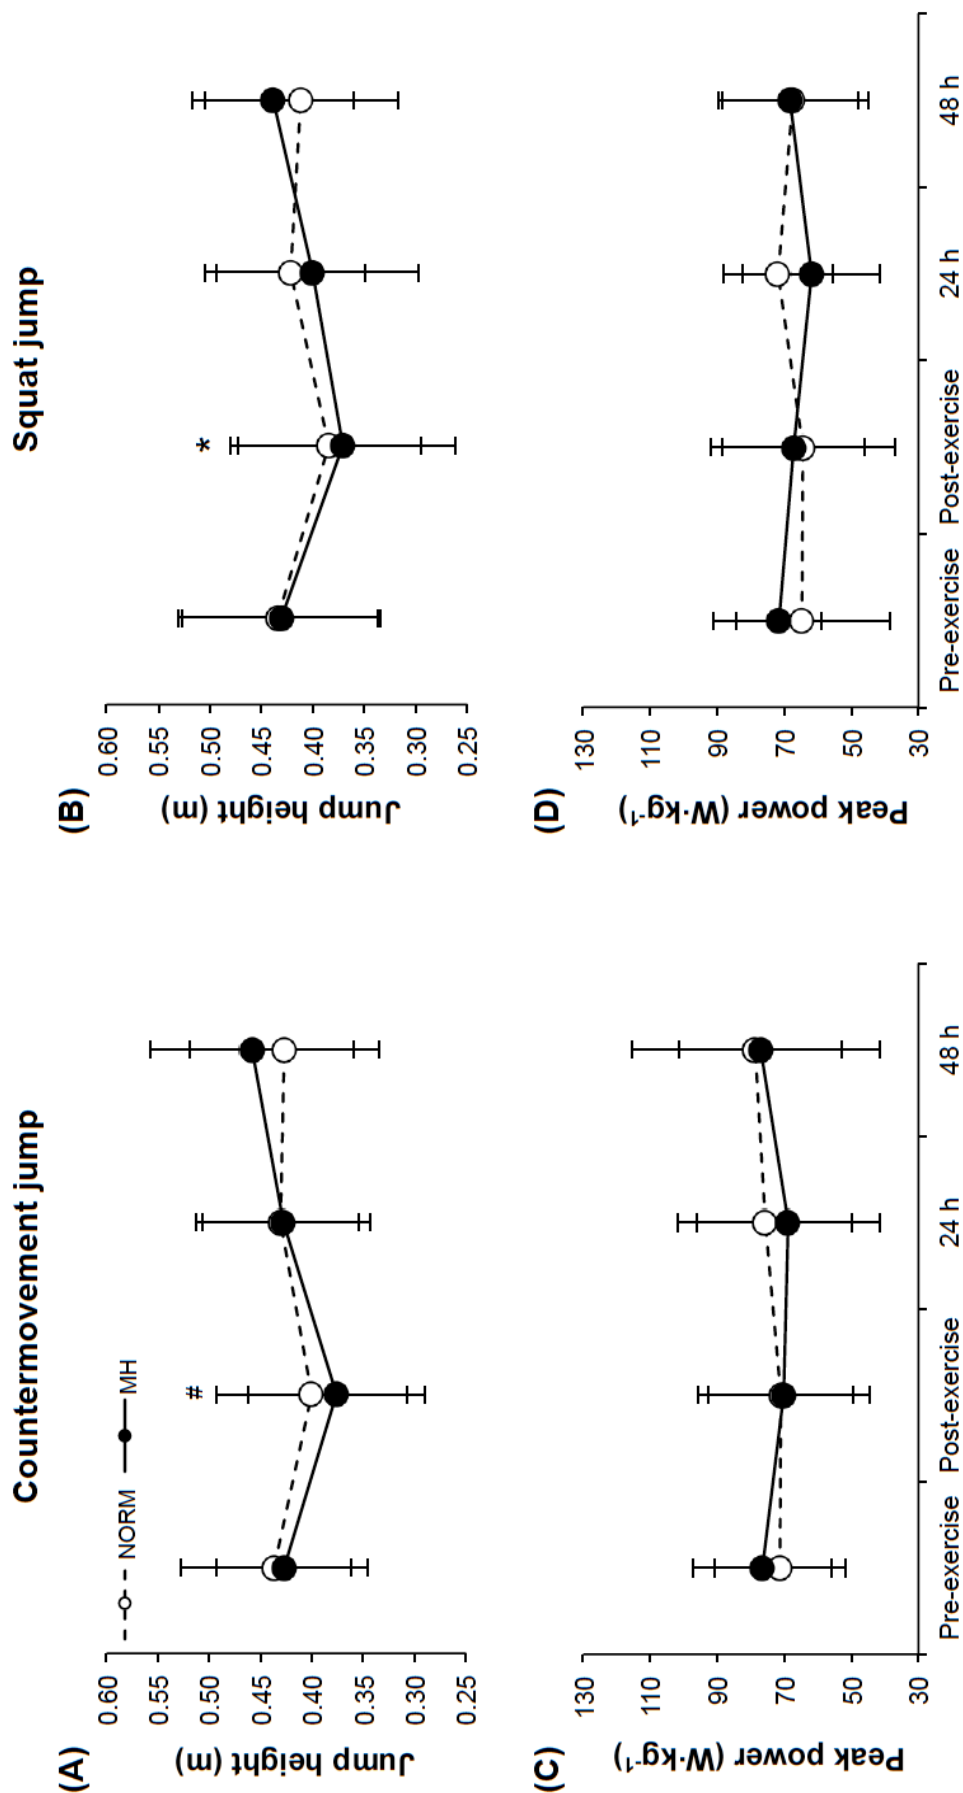 Countermovement jump
Squat jump
(A)
NORM
MH
Jump height (m)
0.60
0.55
0.50
0.45
0.40
0.35
0.30
0.25
#
(B)
Jump height (m)
0.60
0.55
0.50
0.45
0.40
0.35
0.30
0.25
*
(C)
Peak power (W·kg⁻¹)
130
110
90
70
50
30
Pre-exercise Post-exercise 24 h 48 h
(D)
Peak power (W·kg⁻¹)
130
110
90
70
50
30
Pre-exercise Post-exercise 24 h 48 h